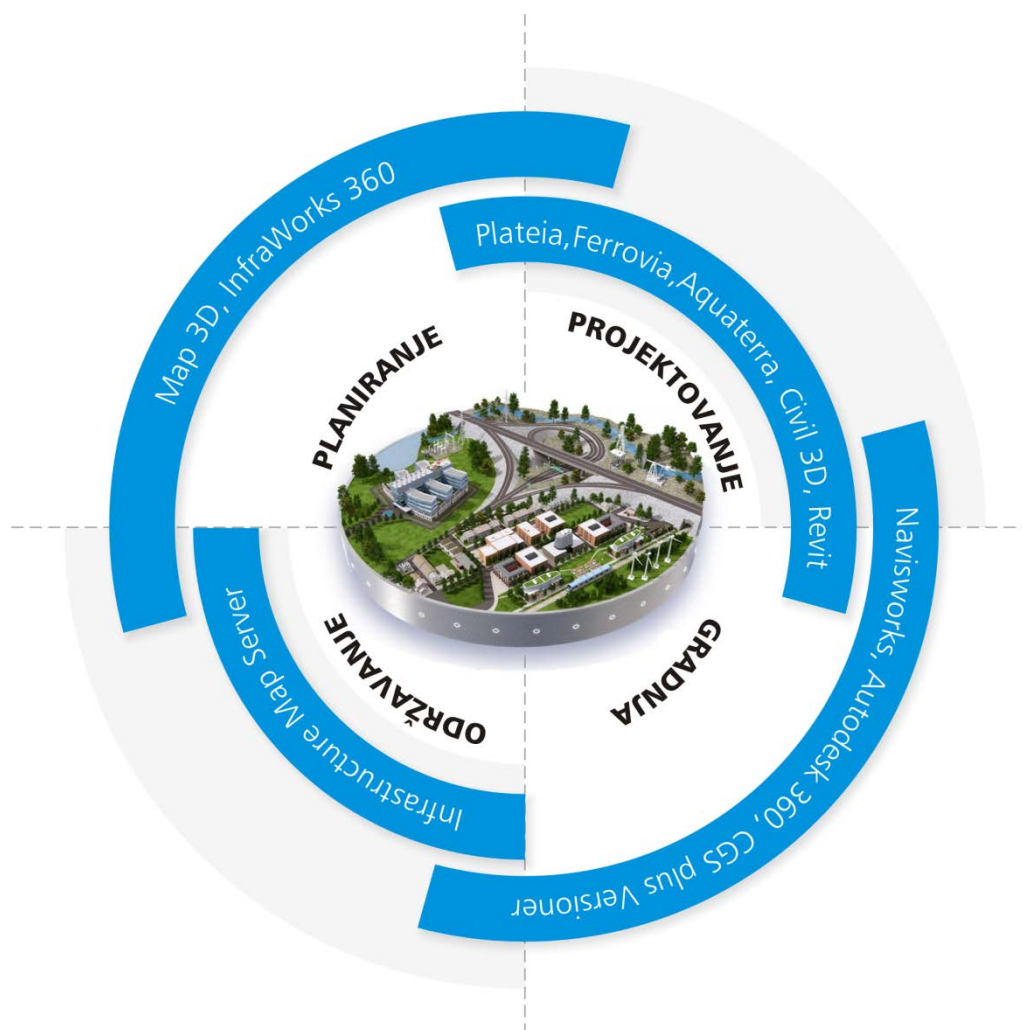 Map 3D, InfraWorks 360
Plateia,Ferrovia,Aquaterra, Civil 3D, Revit
PLANIRANJE
PROJEKTOVANJE
Navisworks, Autodesk 360, CGS plus Versioner
GRADNJA
ODRŽAVANJE
Infrastructure Map Server